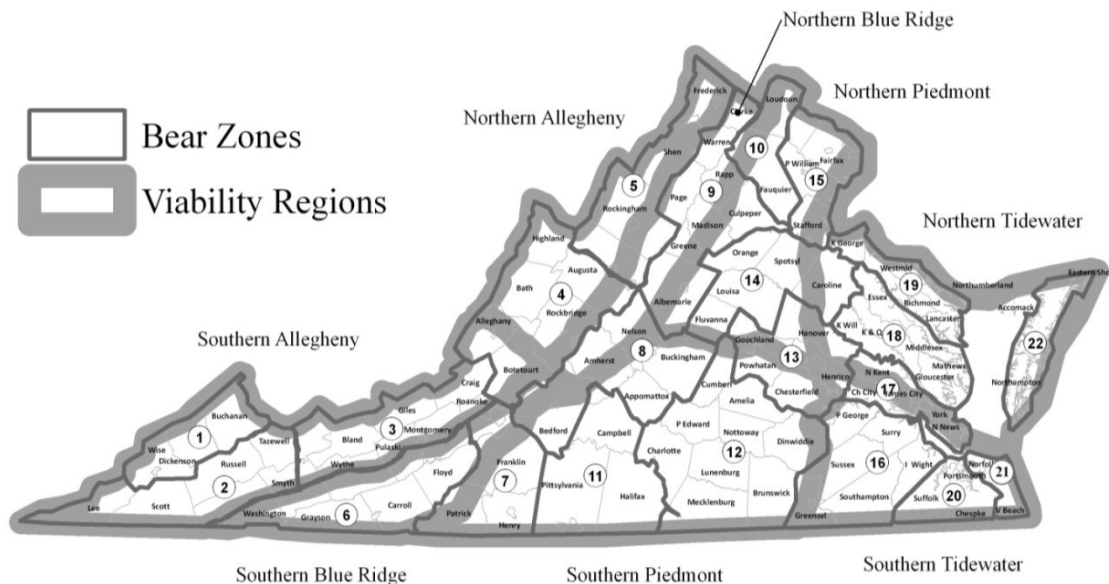 Northern Blue Ridge
Northern Piedmont
Northern Allegheny
Bear Zones
Viability Regions
Northern Tidewater
Southern Allegheny
Southern Blue Ridge
Southern Piedmont
Southern Tidewater
Frederick
Clarke
Loudoun
Shen
Warren
10
P William
Fairfax
15
5
Rapp
9
Fauquier
Page
Rockingham
Culpeper
Madison
Stafford
Highland
Greene
Orange
K George
Augusta
Spotsyl
Westmld
19
Northumberland
Eastern Sho
Bath
4
14
Louisa
Caroline
Essex
Richmond
Accomack
Rockbridge
Albemarle
Lancaster
Alleghany
Fluvanna
K Will
K & Q
18
Nelson
Hanover
Middlesex
22
Amherst
8
Buckingham
Goochland
13
Mathews
Botetourt
Powhatan
Henrico
N Kent
Gloucester
Craig
Cumberl
Chesterfield
Ch City
17
James City
Northampton
Roanoke
Appomattox
Amelia
P George
York
N News
Buchanan
Giles
3
Montgomery
Bedford
Campbell
P Edward
Nottoway
Dinwiddie
Surry
1
Tazewell
Bland
Pulaski
Charlotte
12
Wise
Dickenson
Russell
Wythe
Floyd
Franklin
7
Pittsylvania
11
Lunenburg
Sussex
16
I Wight
Norfolk
21
Portsmouth
2
Smyth
Halifax
Mecklenburg
Brunswick
Southampton
Suffolk
20
Lee
Scott
Washington
Grayson
6
Carroll
Patrick
Henry
Greensvl
Chespke
V Beach